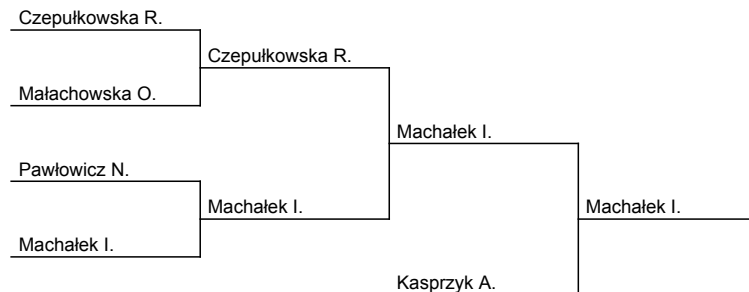 Czepułkowska R.
Czepułkowska R.
Małachowska O.
Machałek I.
Pawłowicz N.
Machałek I.
Machałek I.
Machałek I.
Kasprzyk A.